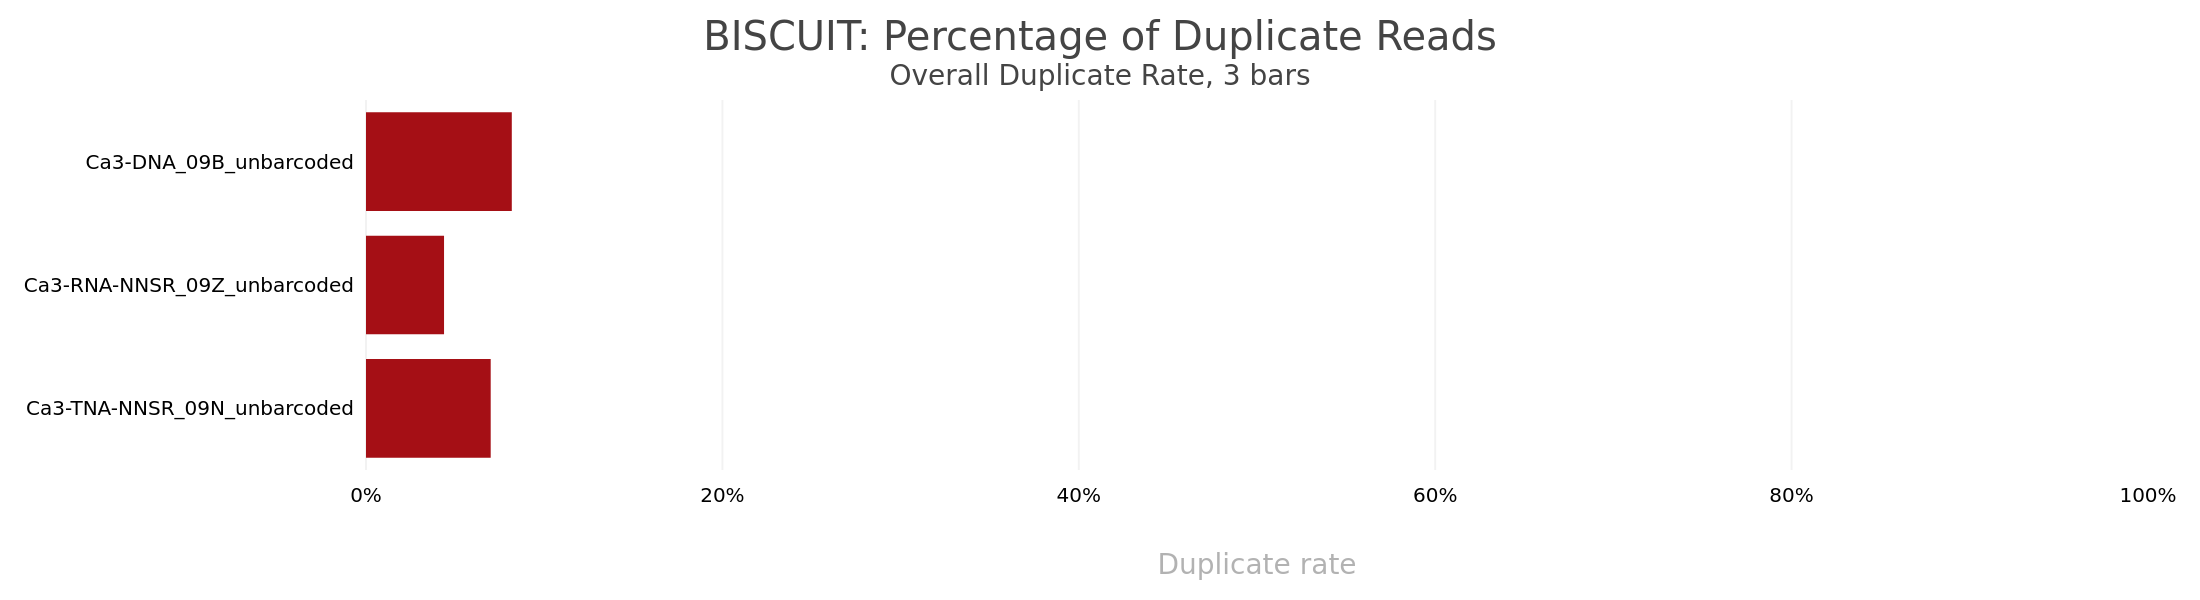 BISCUIT: Percentage of Duplicate Reads
Overall Duplicate Rate, 3 bars
Ca3-DNA_09B_unbarcoded
Ca3-RNA-NNSR_09Z_unbarcoded
Ca3-TNA-NNSR_09N_unbarcoded
0% 20% 40% 60% 80% 100%
Duplicate rate